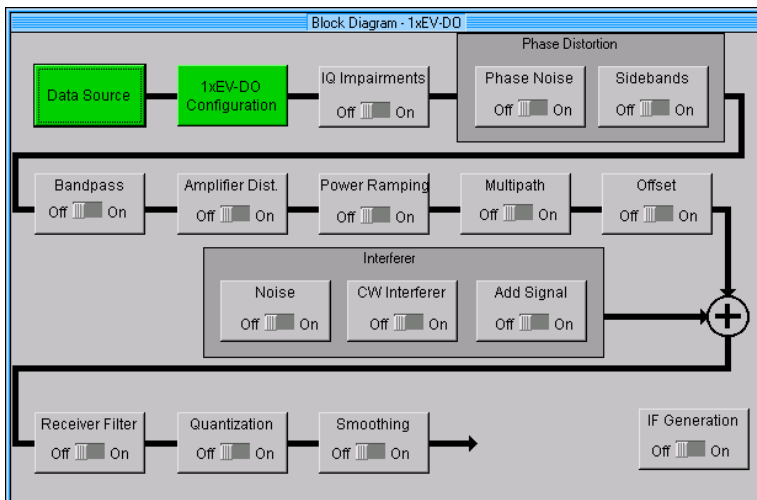 Block Diagram - 1xEV-DO
Phase Distortion
Data Source
1xEV-DO
Configuration
IQ Impairments
Off On
Phase Noise
Off On
Sidebands
Off On
Bandpass
Off On
Amplifier Dist.
Off On
Power Ramping
Off On
Multipath
Off On
Offset
Off On
Interferer
Noise
Off On
CW Interferer
Off On
Add Signal
Off On
Receiver Filter
Off On
Quantization
Off On
Smoothing
Off On
IF Generation
Off On